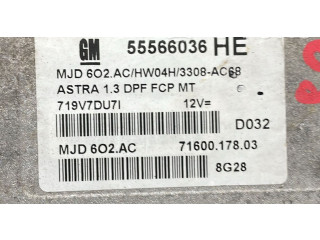 GM 55566036 HE
MJD 6O2.AC/HW04H/3308-AC68
ASTRA 1.3 DPF FCP MT
719V7DU7I 12V=
D032
MJD 6O2.AC 71600.178.03
8G28